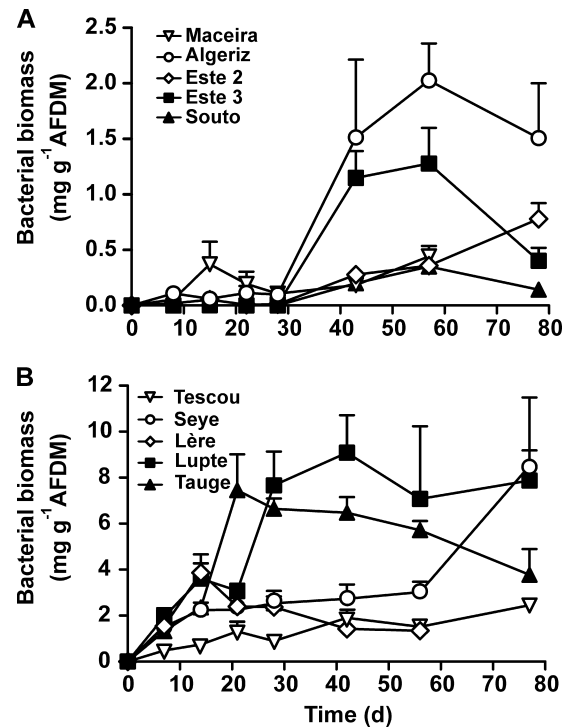 A
Bacterial biomass
(mg g-1 AFDM)
2.5
2.0
1.5
1.0
0.5
0.0
Maceira
Algeriz
Este 2
Este 3
Souto
0 10 20 30 40 50 60 70 80
B
Bacterial biomass
(mg g-1 AFDM)
12
10
8
6
4
2
0
Tescou
Seye
Lère
Lupte
Tauge
0 10 20 30 40 50 60 70 80
Time (d)